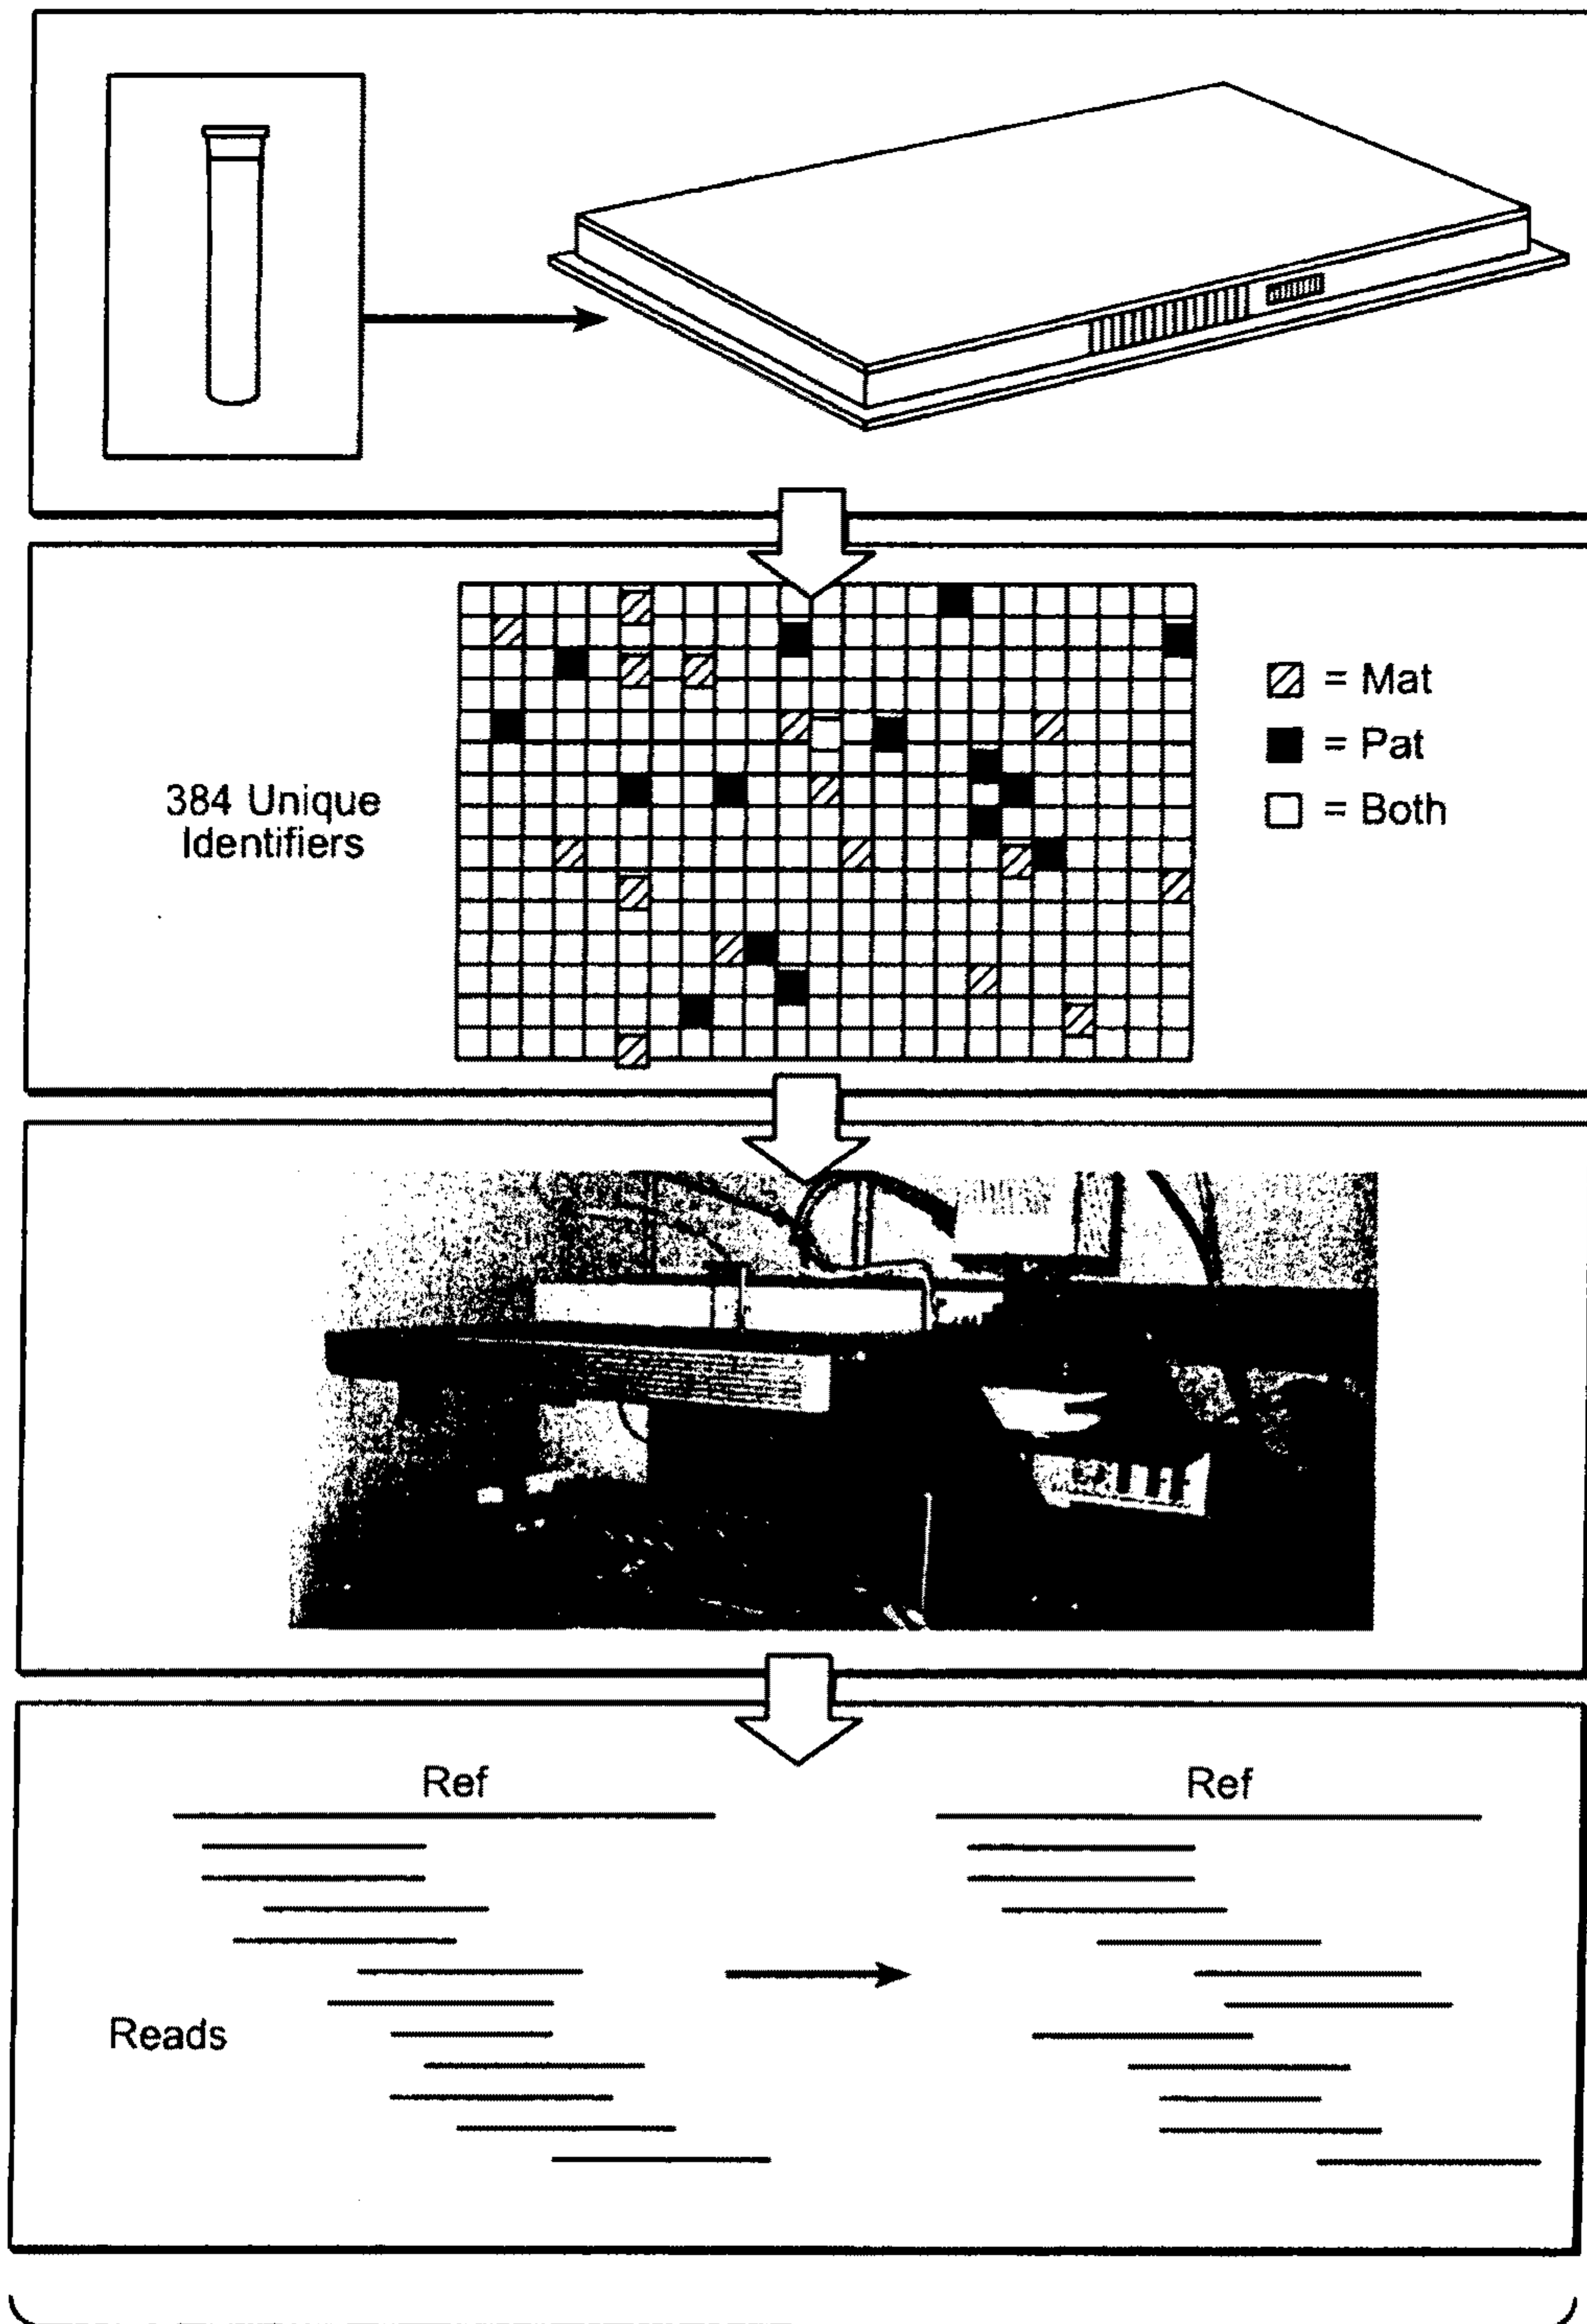 = Mat
= Pat
384 Unique
Identifiers
= Both
Ref
Ref
Reads